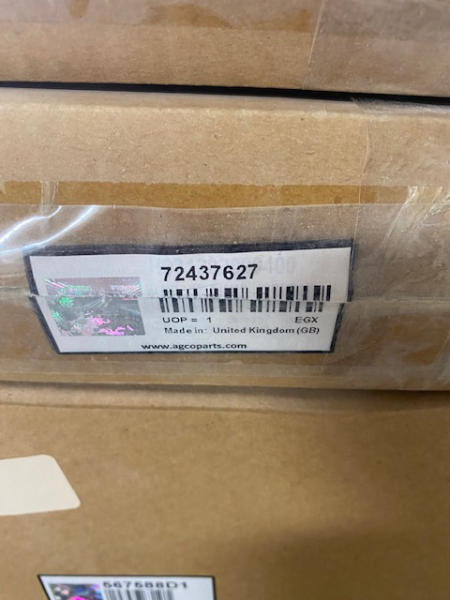 72437627
UOP = 1 EGX
Made in: United Kingdom (GB)
www.agcoparts.com
567588D1